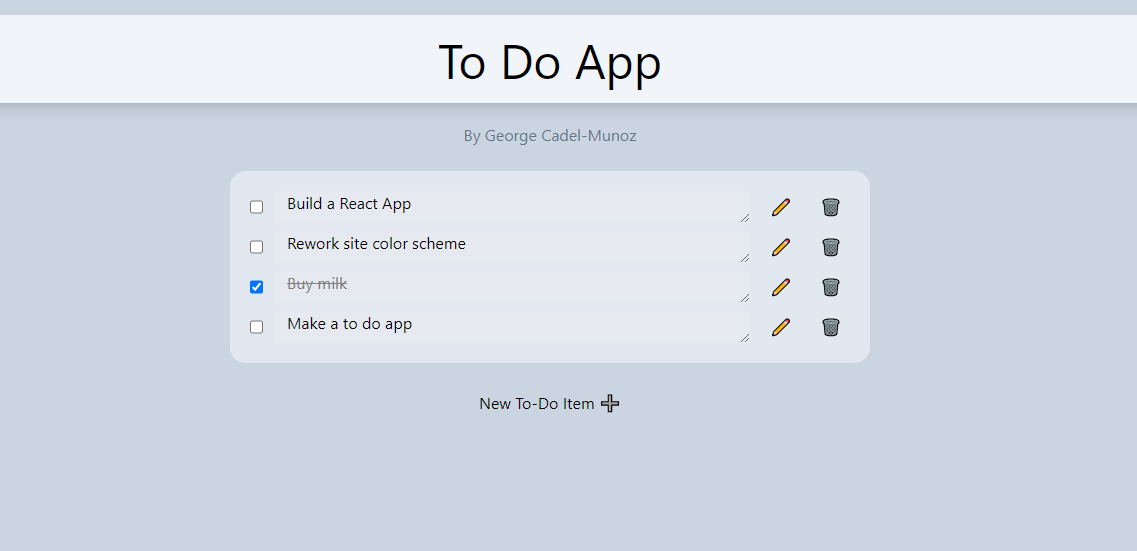 To Do App
By George Cadel-Munoz
Build a React App
Rework site color scheme
Buy milk
Make a to do app
New To-Do Item